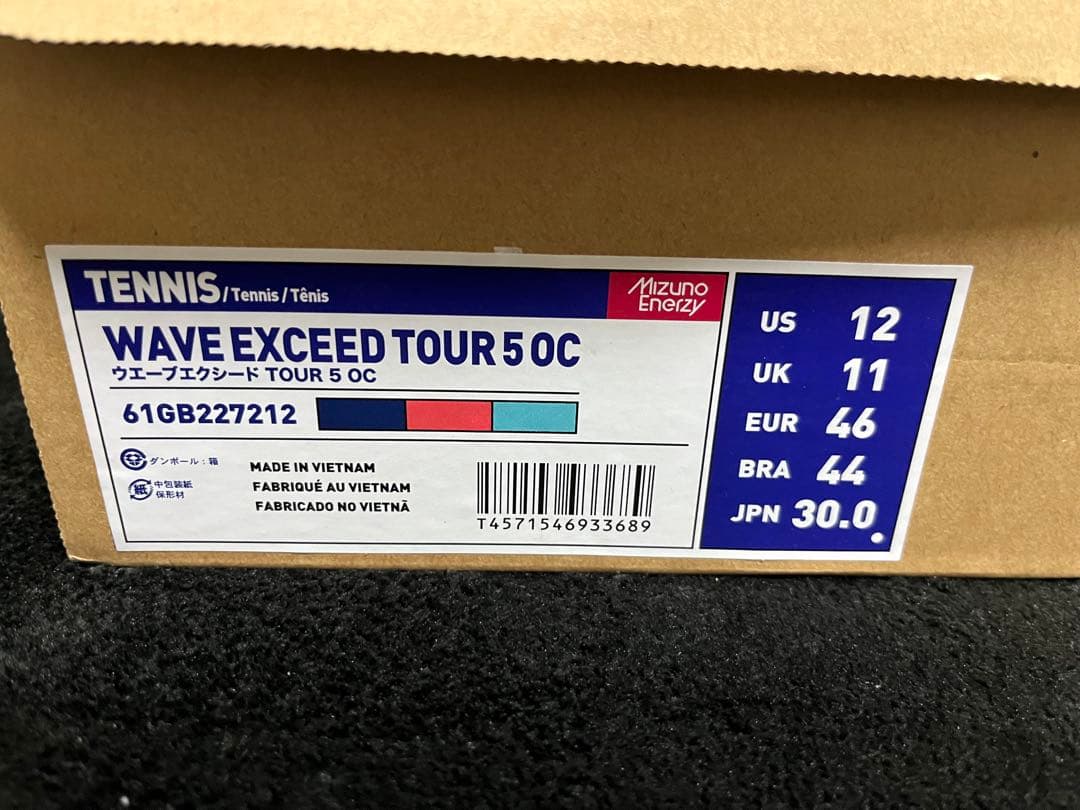 TENNIS/Tennis/Tênis
Mizuno
Enerzy
WAVE EXCEED TOUR 5 OC
ウエーブエクシード TOUR 5 OC
61GB227212
ダンボール：箱
紙
中包装紙
保形材
MADE IN VIETNAM
FABRIQUÉ AU VIETNAM
FABRICADO NO VIETNÃ
T4571546933689
US 12
UK 11
EUR 46
BRA 44
JPN 30.0